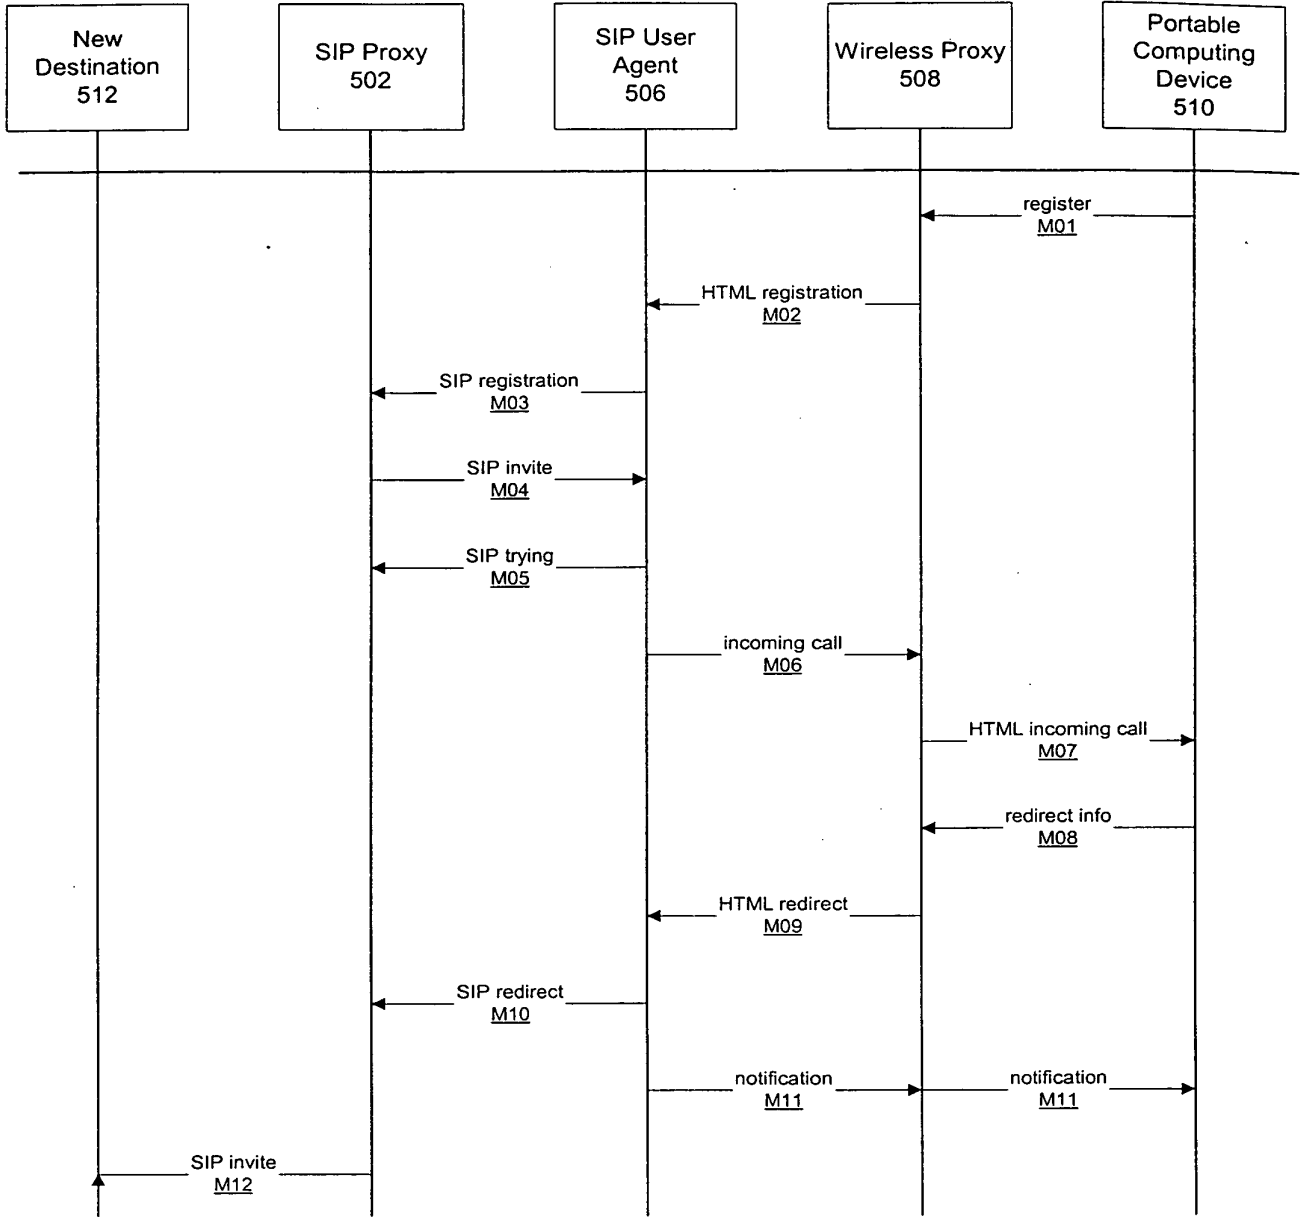 New
Destination
512
SIP Proxy
502
SIP User
Agent
506
Wireless Proxy
508
Portable
Computing
Device
510
register
M01
HTML registration
M02
SIP registration
M03
SIP invite
M04
SIP trying
M05
incoming call
M06
HTML incoming call
M07
redirect info
M08
HTML redirect
M09
SIP redirect
M10
notification
M11
notification
M11
SIP invite
M12